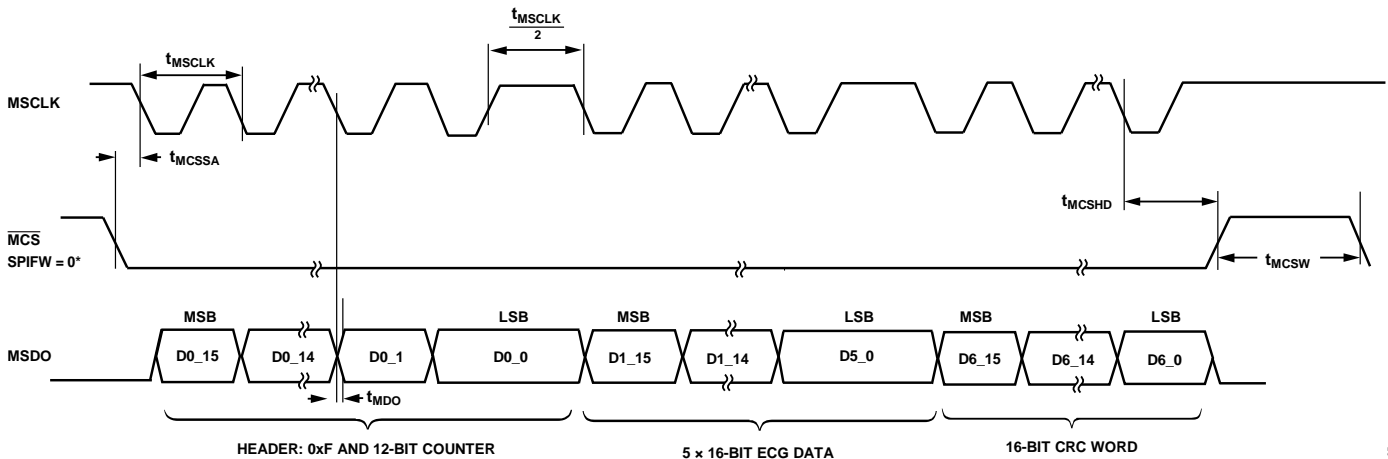 tMSCLK
2
tMSCLK
MSCLK
tMCSSA
tMCSHD
MCS
SPIFW = 0*
tMCSW
MSB LSB MSB LSB MSB LSB
MSDO D0_15 D0_14 D0_1 D0_0 D1_15 D1_14 D5_0 D6_15 D6_14 D6_0
tMDO
HEADER: 0xF AND 12-BIT COUNTER 5 × 16-BIT ECG DATA 16-BIT CRC WORD